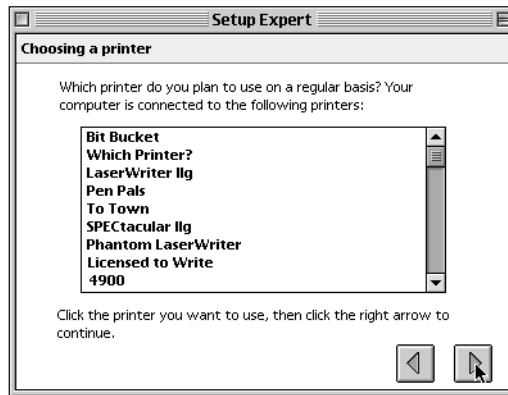 Setup Expert
Choosing a printer
Which printer do you plan to use on a regular basis? Your
computer is connected to the following printers:
Bit Bucket
Which Printer?
LaserWriter IIg
Pen Pals
To Town
SPECtacular IIg
Phantom LaserWriter
Licensed to Write
4900
Click the printer you want to use, then click the right arrow to
continue.